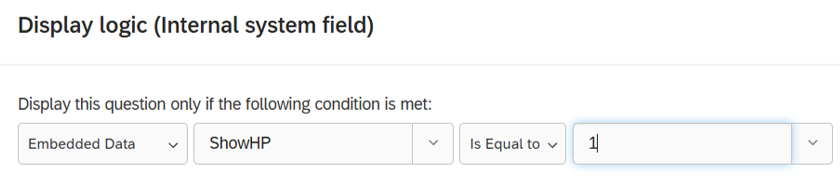 Display logic (Internal system field)
Display this question only if the following condition is met:
Embedded Data ShowHP Is Equal to 1